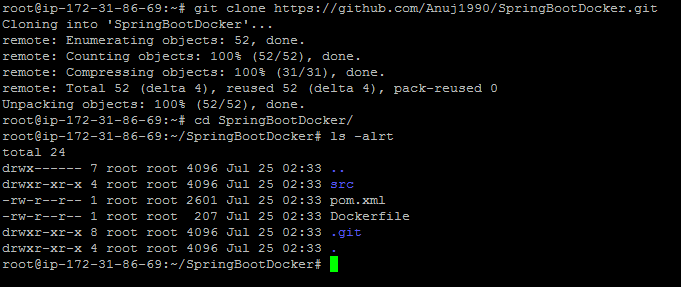 root@ip-172-31-86-69:~# git clone https://github.com/Anuj1990/SpringBootDocker.git
Cloning into 'SpringBootDocker'...
remote: Enumerating objects: 52, done.
remote: Counting objects: 100% (52/52), done.
remote: Compressing objects: 100% (31/31), done.
remote: Total 52 (delta 4), reused 52 (delta 4), pack-reused 0
Unpacking objects: 100% (52/52), done.
root@ip-172-31-86-69:~# cd SpringBootDocker/
root@ip-172-31-86-69:~/SpringBootDocker# ls -alrt
total 24
drwx------ 7 root root 4096 Jul 25 02:33 ..
drwxr-xr-x 4 root root 4096 Jul 25 02:33 src
-rw-r--r-- 1 root root 2601 Jul 25 02:33 pom.xml
-rw-r--r-- 1 root root  207 Jul 25 02:33 Dockerfile
drwxr-xr-x 8 root root 4096 Jul 25 02:33 .git
drwxr-xr-x 4 root root 4096 Jul 25 02:33 .
root@ip-172-31-86-69:~/SpringBootDocker#